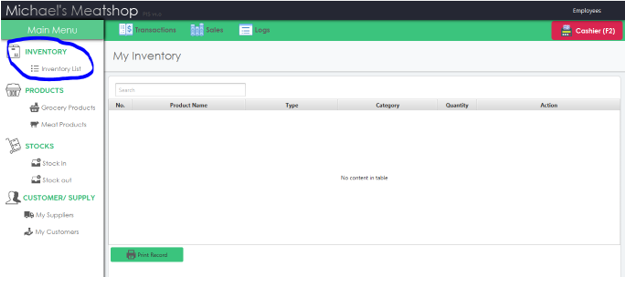 Michael's Meatshop
Employees
Main Menu
Transactions
Sales
Logs
Cashier (F2)
INVENTORY
Inventory List
PRODUCTS
Grocery Products
Meat Products
STOCKS
Stock In
Stock out
CUSTOMER/ SUPPLY
My Suppliers
My Customers
My Inventory
Search
No. Product Name Type Category Quantity Action
No content in table
Print Record